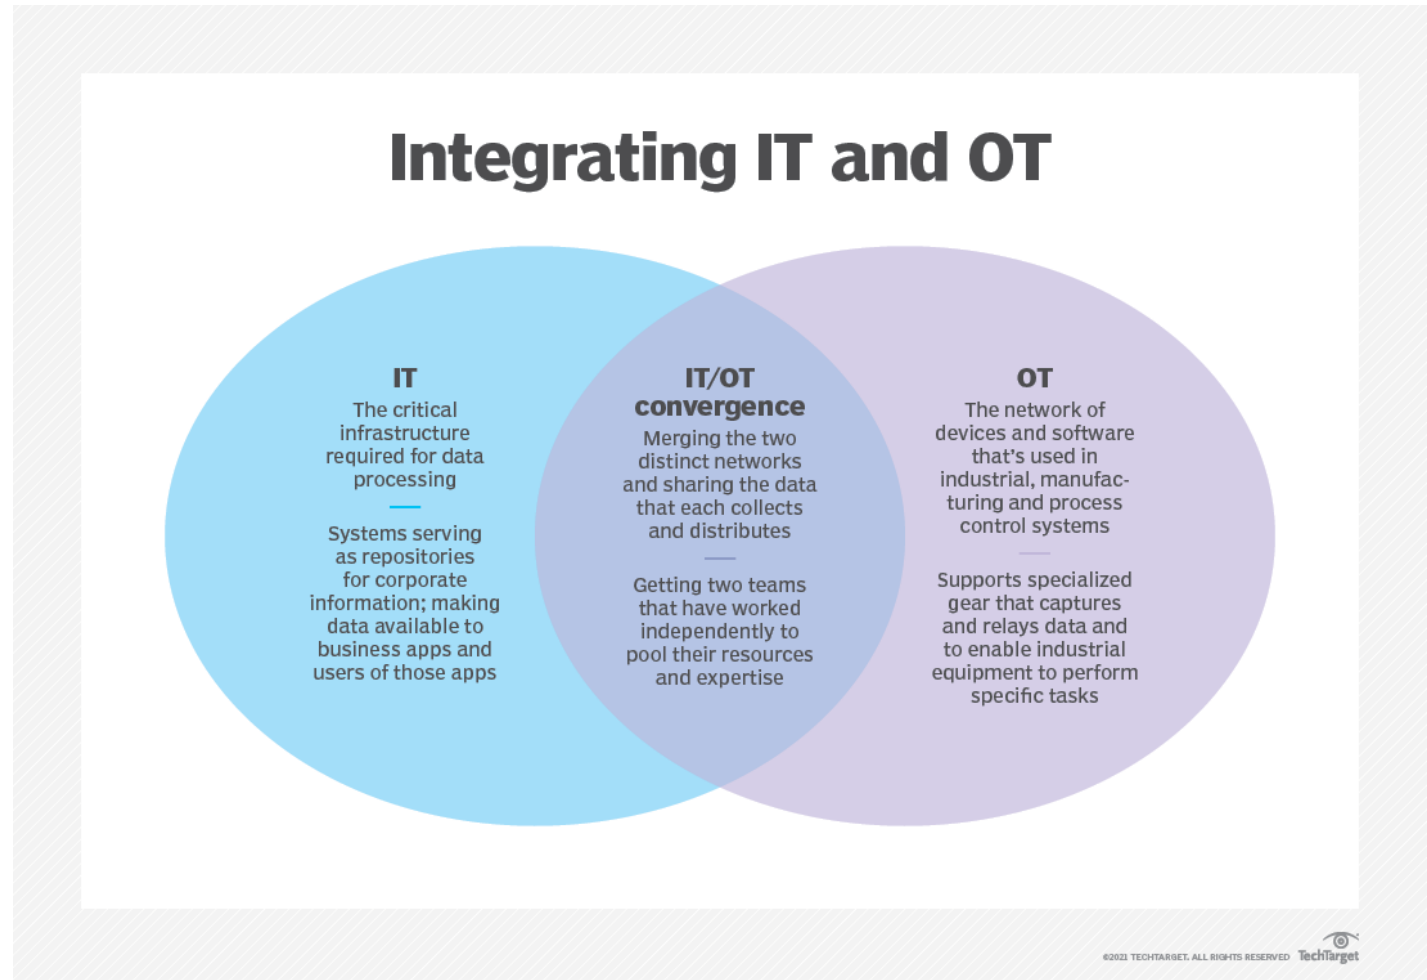 Integrating IT and OT
IT
The critical
infrastructure
required for data
processing
Systems serving
as repositories
for corporate
information; making
data available to
business apps and
users of those apps
IT/OT
convergence
Merging the two
distinct networks
and sharing the data
that each collects
and distributes
Getting two teams
that have worked
independently to
pool their resources
and expertise
OT
The network of
devices and software
that’s used in
industrial, manufac-
turing and process
control systems
Supports specialized
gear that captures
and relays data and
to enable industrial
equipment to perform
specific tasks
©2021 TECHTARGET. ALL RIGHTS RESERVED TechTarget